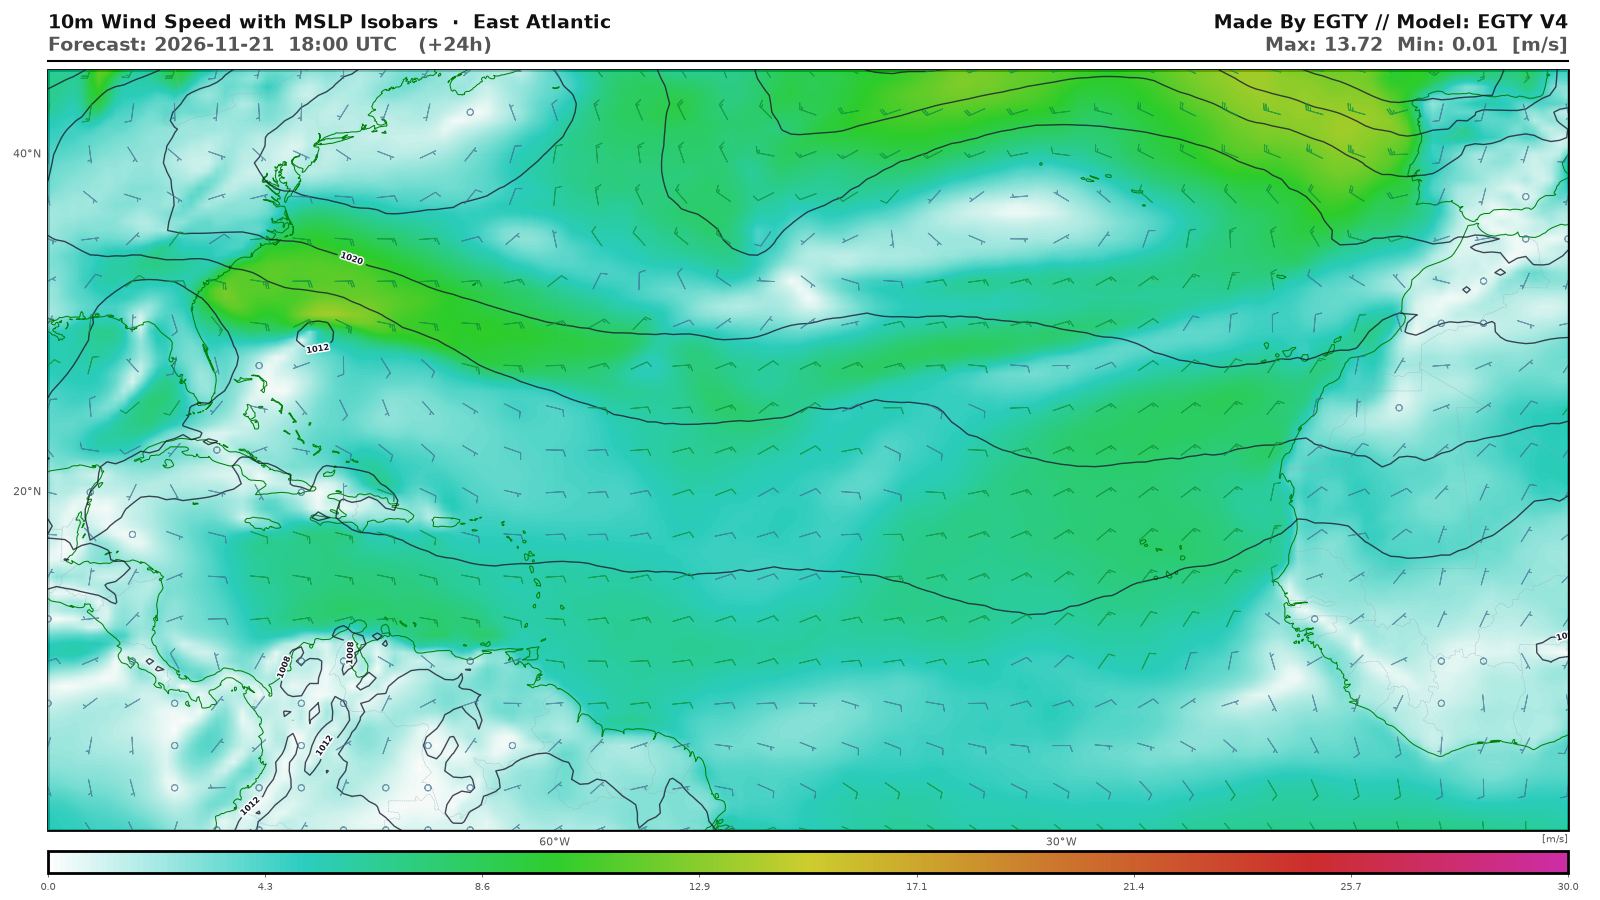 10m Wind Speed with MSLP Isobars · East Atlantic
Made By EGTY // Model: EGTY V4
Forecast: 2026-11-21 18:00 UTC (+24h)
Max: 13.72 Min: 0.01 [m/s]
40°N
1020
1012
20°N
10
1008
1008
1012
1012
60°W
30°W
[m/s]
0.0 4.3 8.6 12.9 17.1 21.4 25.7 30.0